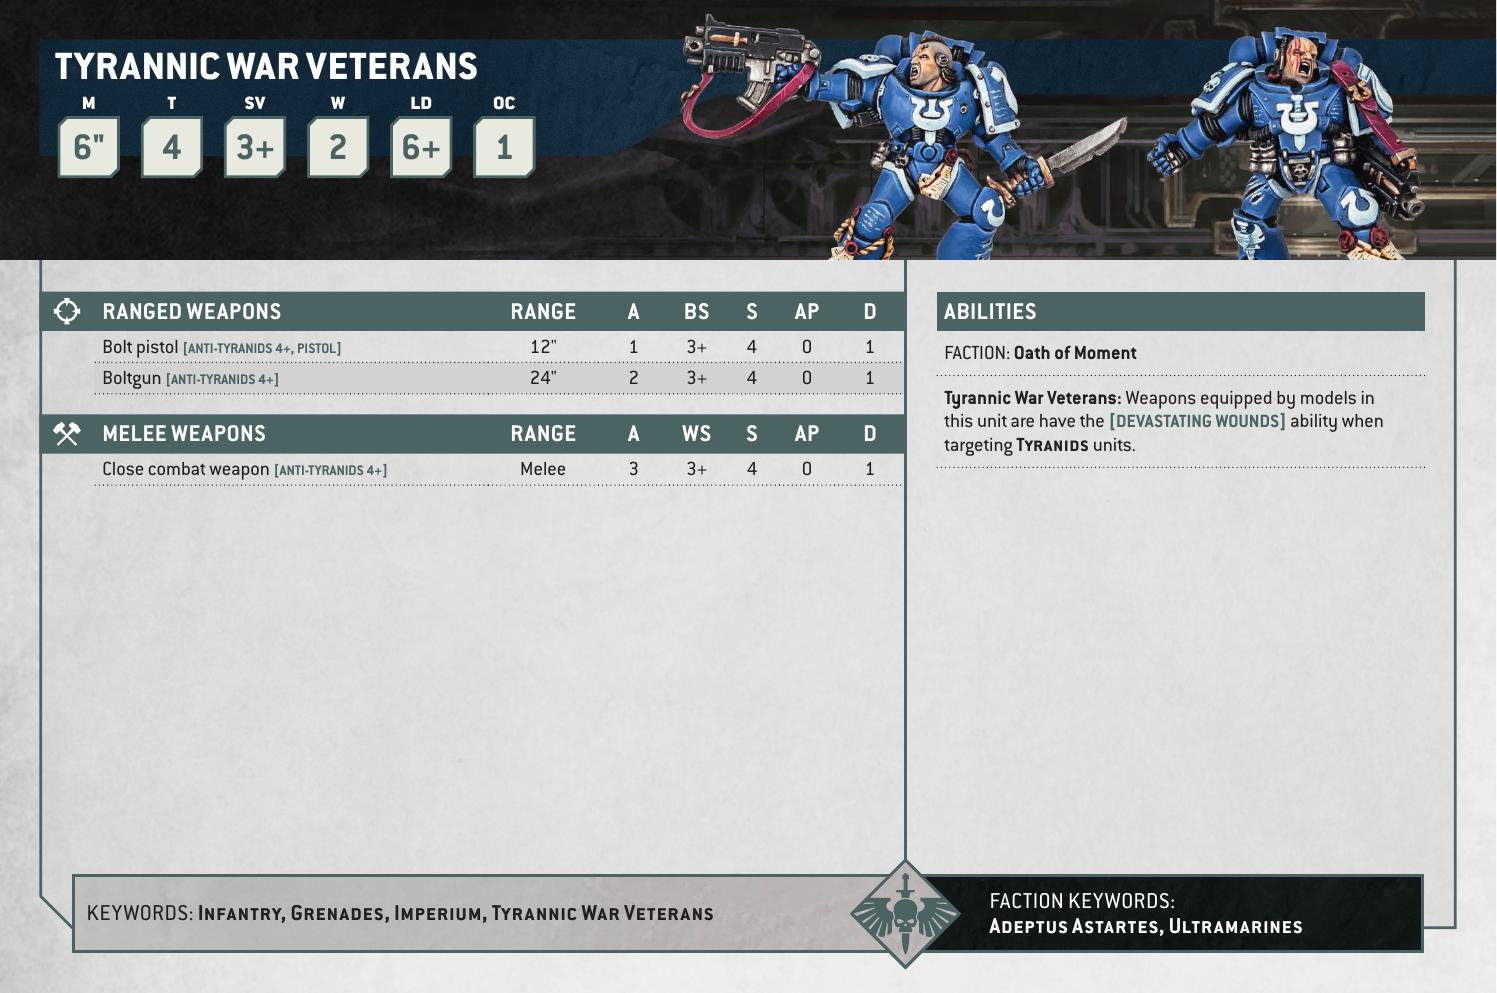 TYRANNIC WAR VETERANS
M T SV W LD OC
6" 4 3+ 2 6+ 1
RANGED WEAPONS RANGE A BS S AP D
Bolt pistol [ANTI-TYRANIDS 4+, PISTOL] 12" 1 3+ 4 0 1
Boltgun [ANTI-TYRANIDS 4+] 24" 2 3+ 4 0 1
MELEE WEAPONS RANGE A WS S AP D
Close combat weapon [ANTI-TYRANIDS 4+] Melee 3 3+ 4 0 1
ABILITIES
FACTION: Oath of Moment
Tyrannic War Veterans: Weapons equipped by models in
this unit are have the [DEVASTATING WOUNDS] ability when
targeting TYRANIDS units.
KEYWORDS: INFANTRY, GRENADES, IMPERIUM, TYRANNIC WAR VETERANS
FACTION KEYWORDS:
ADEPTUS ASTARTES, ULTRAMARINES